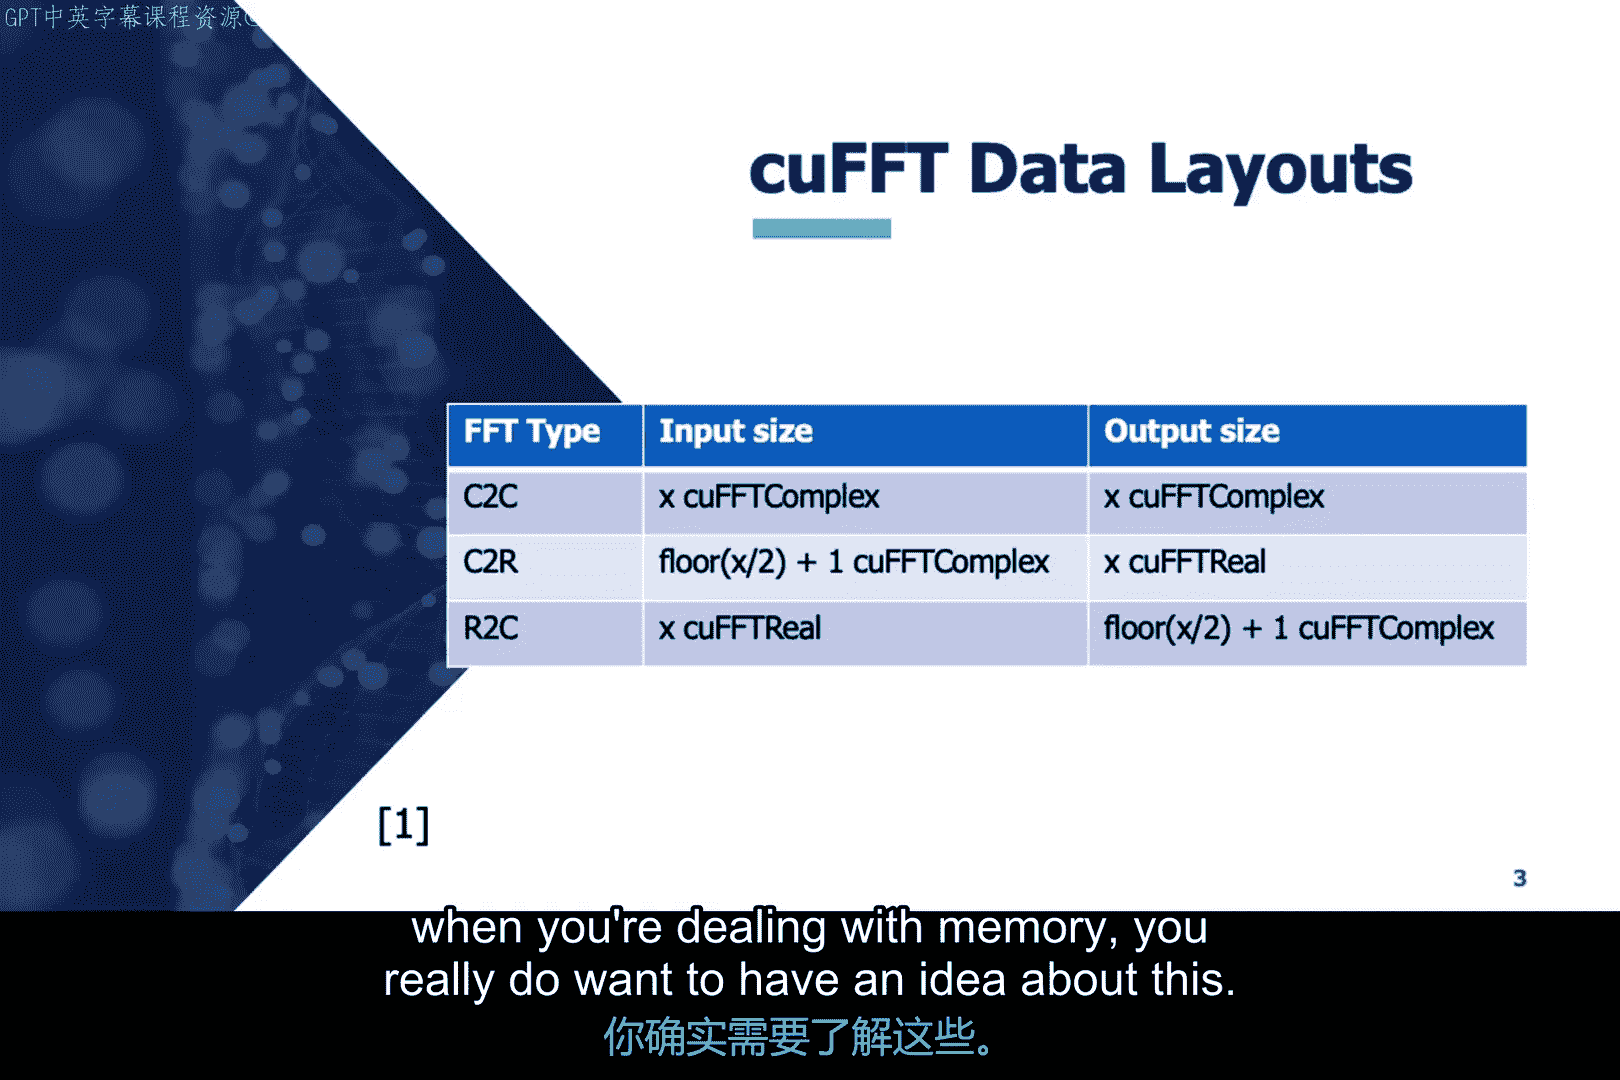 GPT中英字幕课程资源
cuFFT Data Layouts
FFT Type Input size Output size
C2C x cuFFTComplex x cuFFTComplex
C2R floor(x/2) + 1 cuFFTComplex x cuFFTReal
R2C x cuFFTReal floor(x/2) + 1 cuFFTComplex
[1]
3
when you're dealing with memory, you
really do want to have an idea about this.
你确实需要了解这些。